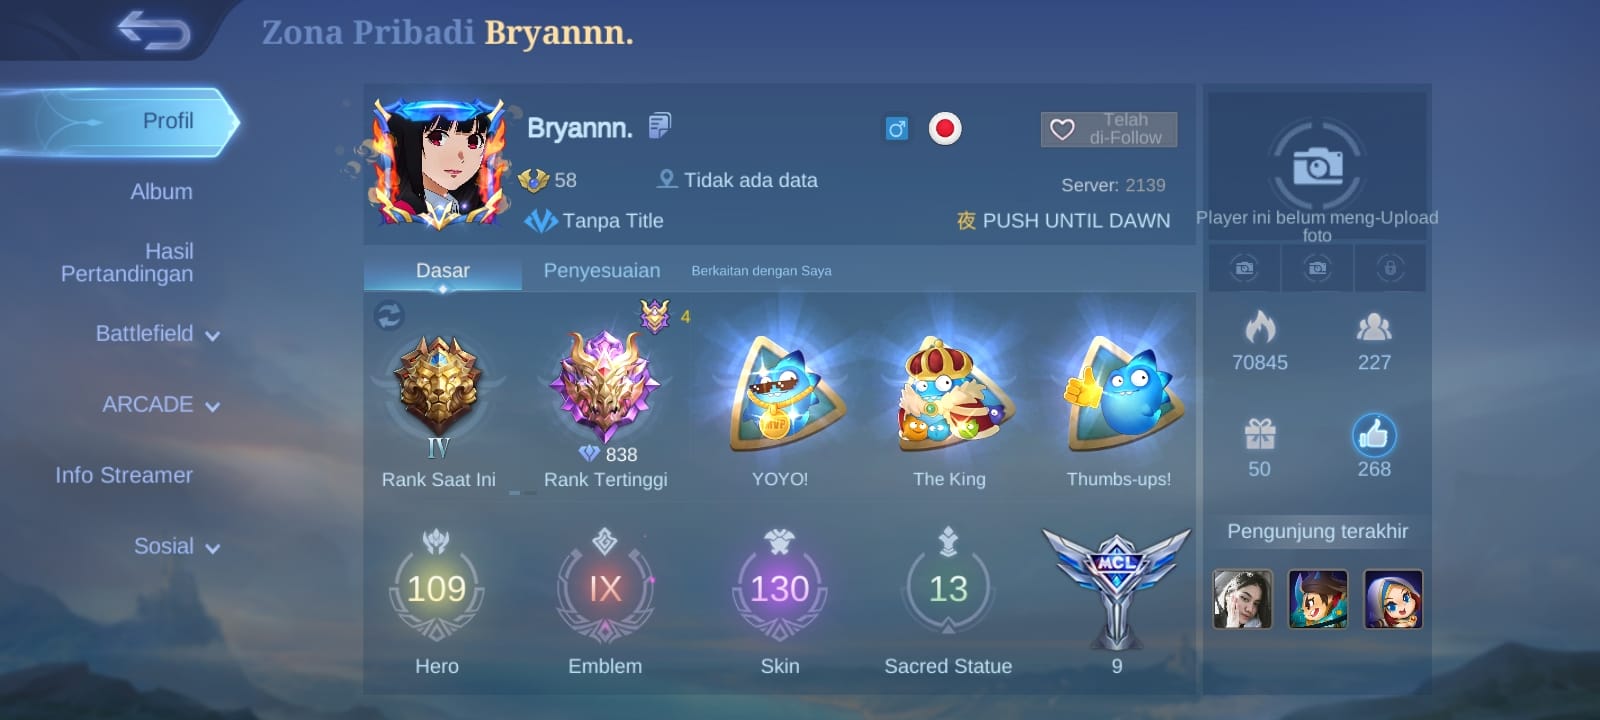 Zona Pribadi Bryannn.
Profil
Album
Hasil
Pertandingan
Battlefield
ARCADE
Info Streamer
Sosial
Bryannn.
Telah
di-Follow
58
Tidak ada data
Server: 2139
Tanpa Title
夜 PUSH UNTIL DAWN
Dasar
Penyesuaian
Berkaitan dengan Saya
4
IV
838
MVP
Rank Saat Ini
Rank Tertinggi
YOYO!
The King
Thumbs-ups!
109
IX
130
13
MCL
Hero
Emblem
Skin
Sacred Statue
9
Player ini belum meng-Upload
foto
70845
227
50
268
Pengunjung terakhir